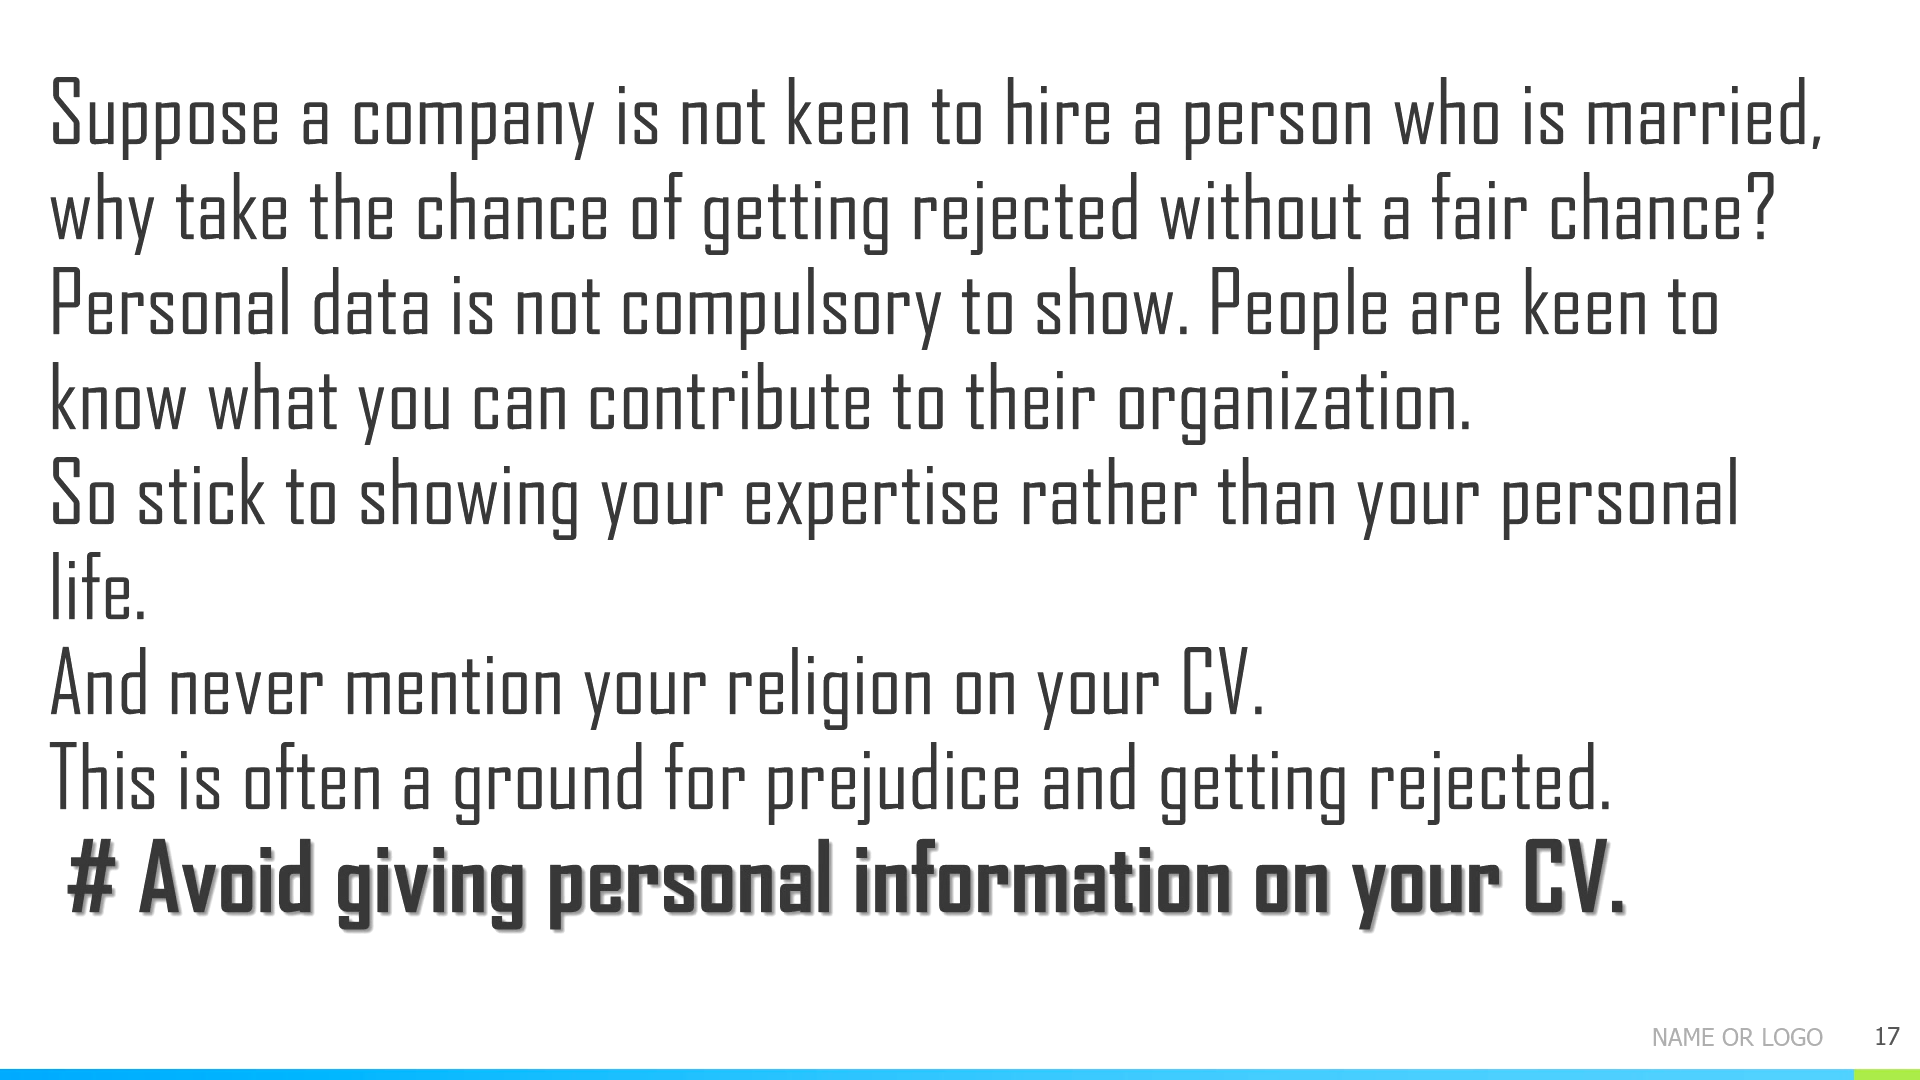 Suppose a company is not keen to hire a person who is married,
why take the chance of getting rejected without a fair chance?
Personal data is not compulsory to show. People are keen to
know what you can contribute to their organization.
So stick to showing your expertise rather than your personal
life.
And never mention your religion on your CV.
This is often a ground for prejudice and getting rejected.
# Avoid giving personal information on your CV.
NAME OR LOGO 17